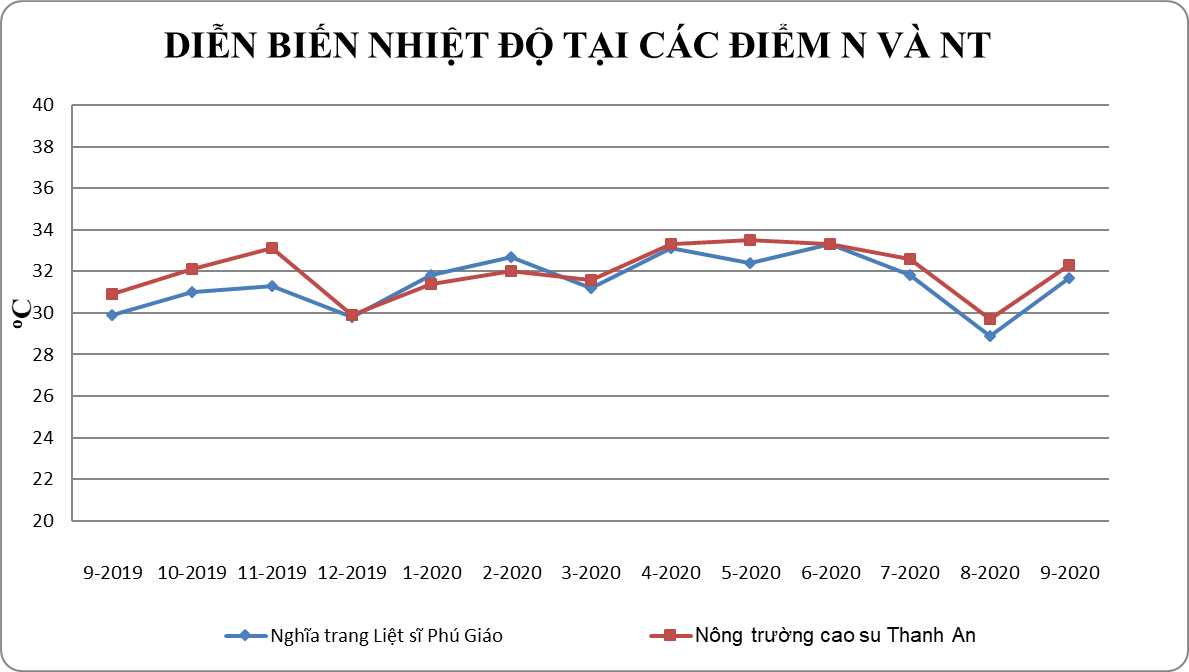 DIỄN BIẾN NHIỆT ĐỘ TẠI CÁC ĐIỂM N VÀ NT
40
38
36
34
32
30
28
26
24
22
20
ºC
9-2019 10-2019 11-2019 12-2019 1-2020 2-2020 3-2020 4-2020 5-2020 6-2020 7-2020 8-2020 9-2020
Nghĩa trang Liệt sĩ Phú Giáo Nông trường cao su Thanh An